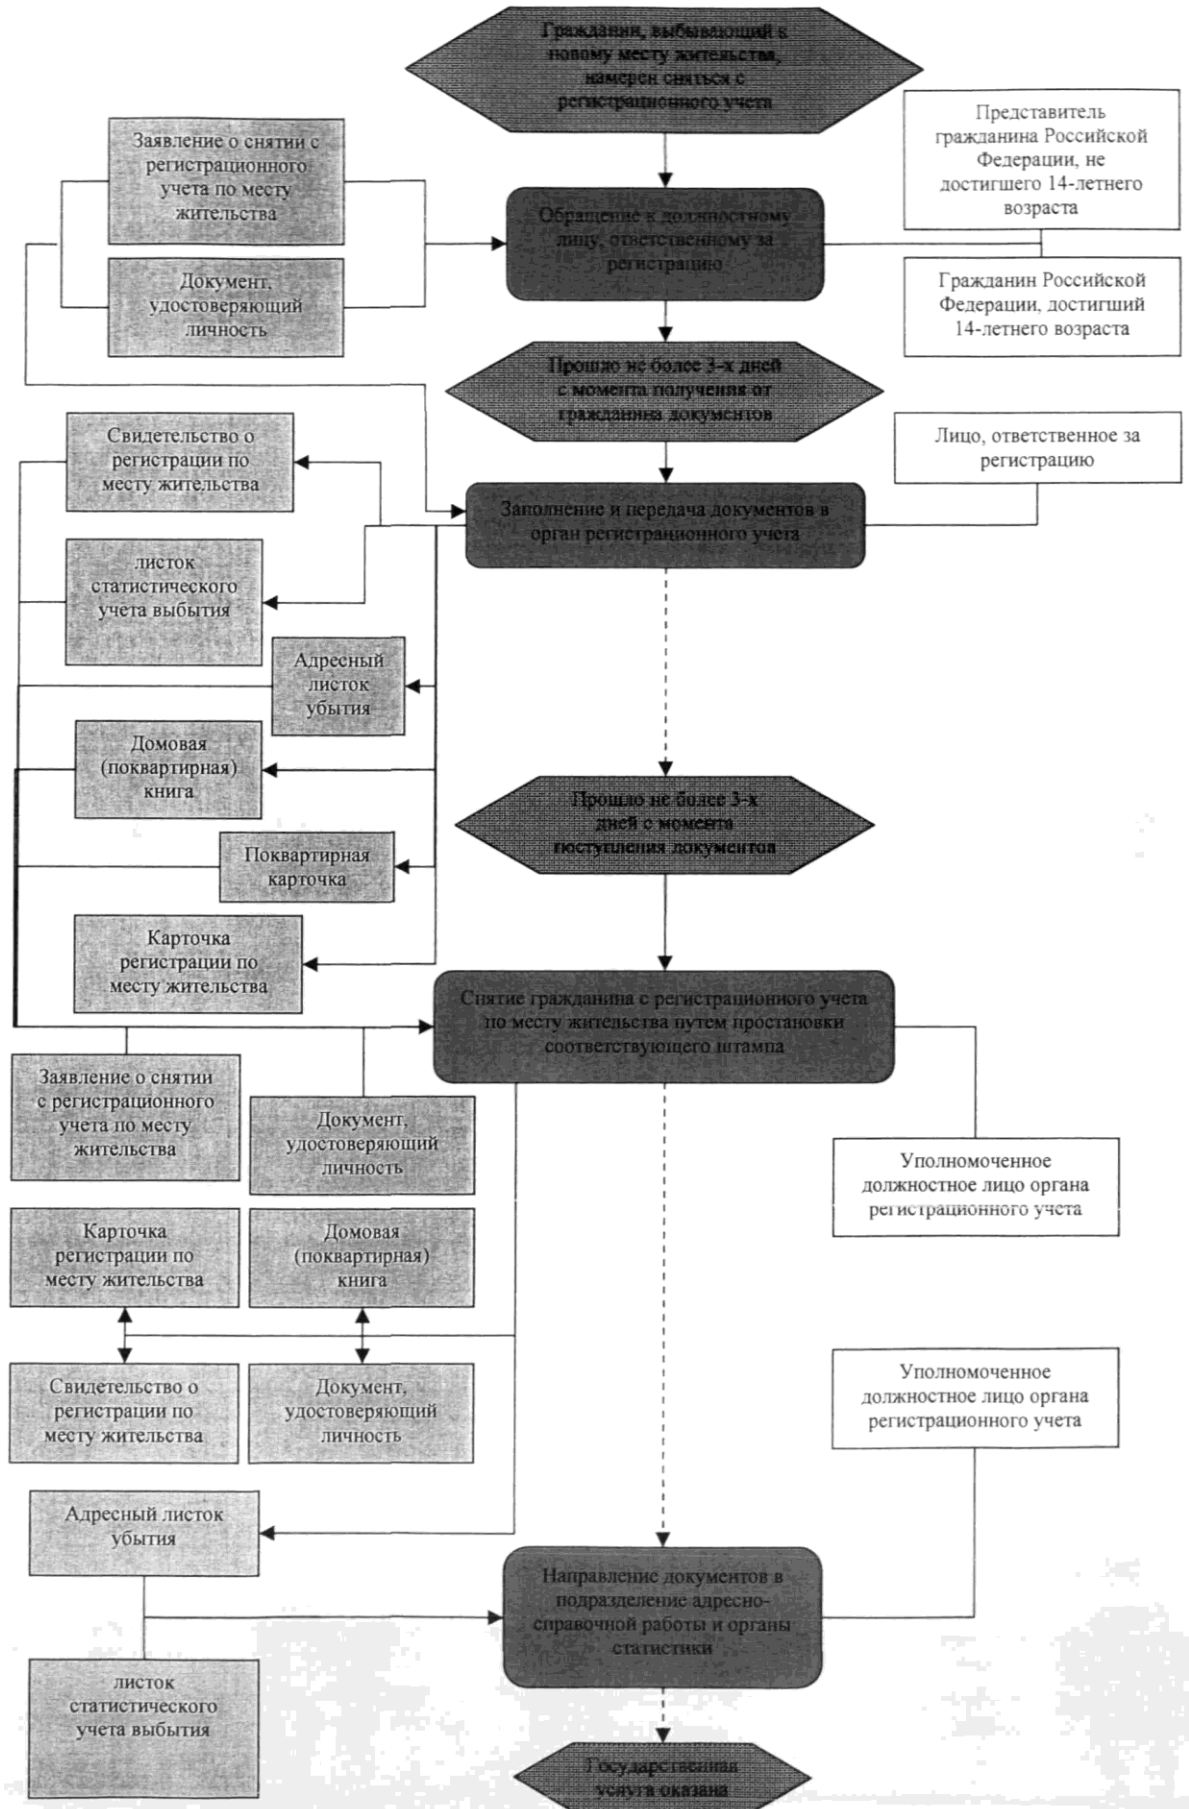 Гражданин, выбывающий к
новому месту жительства,
намерен сняться с
регистрационного учета
Представитель
гражданина Российской
Федерации, не
достигшего 14-летнего
возраста
Заявление о снятии с
регистрационного
учета по месту
жительства
Обращение к должностному
лицу, ответственному за
регистрацию
Документ,
удостоверяющий
личность
Гражданин Российской
Федерации, достигший
14-летнего возраста
Прошло не более 3-х дней
с момента получения от
гражданина документов
Свидетельство о
регистрации по
месту жительства
Лицо, ответственное за
регистрацию
Заполнение и передача документов в
орган регистрационного учета
листок
статистического
учета выбытия
Адресный
листок
убытия
Домовая
(поквартирная)
книга
Прошло не более 3-х
дней с момента
поступления документов
Поквартирная
карточка
Карточка
регистрации по
месту жительства
Снятие гражданина с регистрационного учета
по месту жительства путем простановки
соответствующего штампа
Заявление о снятии
с регистрационного
учета по месту
жительства
Документ,
удостоверяющий
личность
Уполномоченное
должностное лицо органа
регистрационного учета
Карточка
регистрации по
месту жительства
Домовая
(поквартирная)
книга
Свидетельство о
регистрации по
месту жительства
Документ,
удостоверяющий
личность
Уполномоченное
должностное лицо органа
регистрационного учета
Адресный листок
убытия
Направление документов в
подразделение адресно-
справочной работы и органы
статистики
листок
статистического
учета выбытия
Государственная
услуга оказана